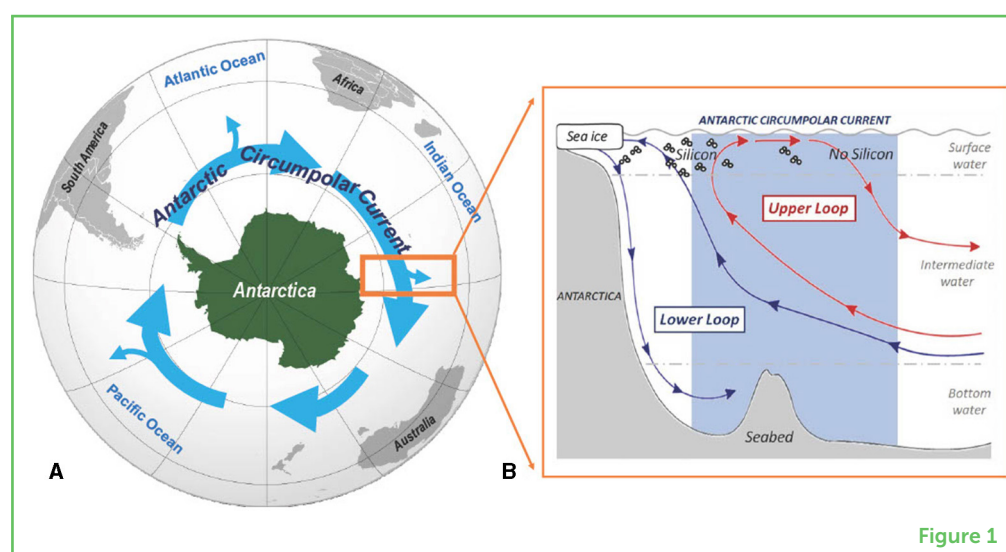 Atlantic Ocean
Africa
South America
Indian Ocean
Antarctic Circumpolar Current
Antarctica
Pacific Ocean
Australia
A
B
ANTARCTIC CIRCUMPOLAR CURRENT
Sea ice
Silicon
No Silicon
Surface
water
Upper Loop
Intermediate
water
ANTARCTICA
Lower Loop
Bottom
water
Seabed
Figure 1